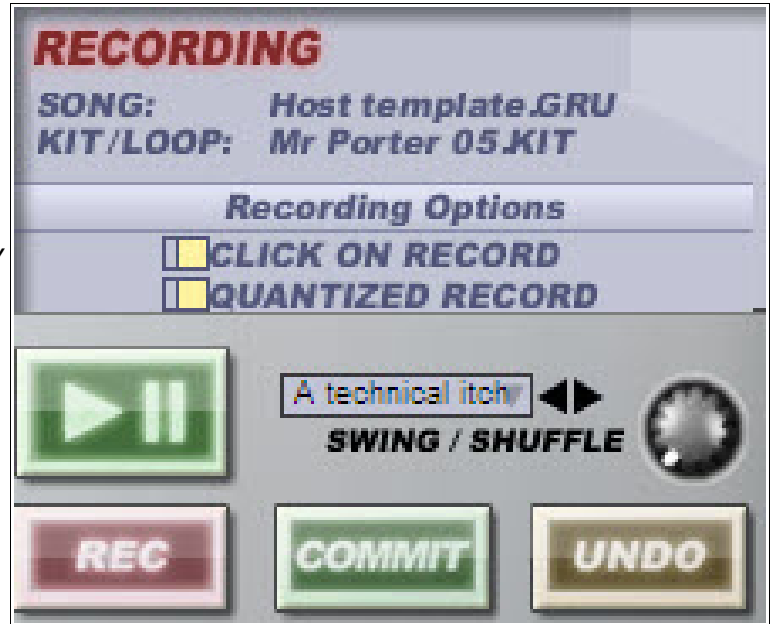 RECORDING
SONG: Host template.GRU
KIT/LOOP: Mr Porter 05.KIT
Recording Options
CLICK ON RECORD
QUANTIZED RECORD
A technical itch
SWING / SHUFFLE
REC COMMIT UNDO